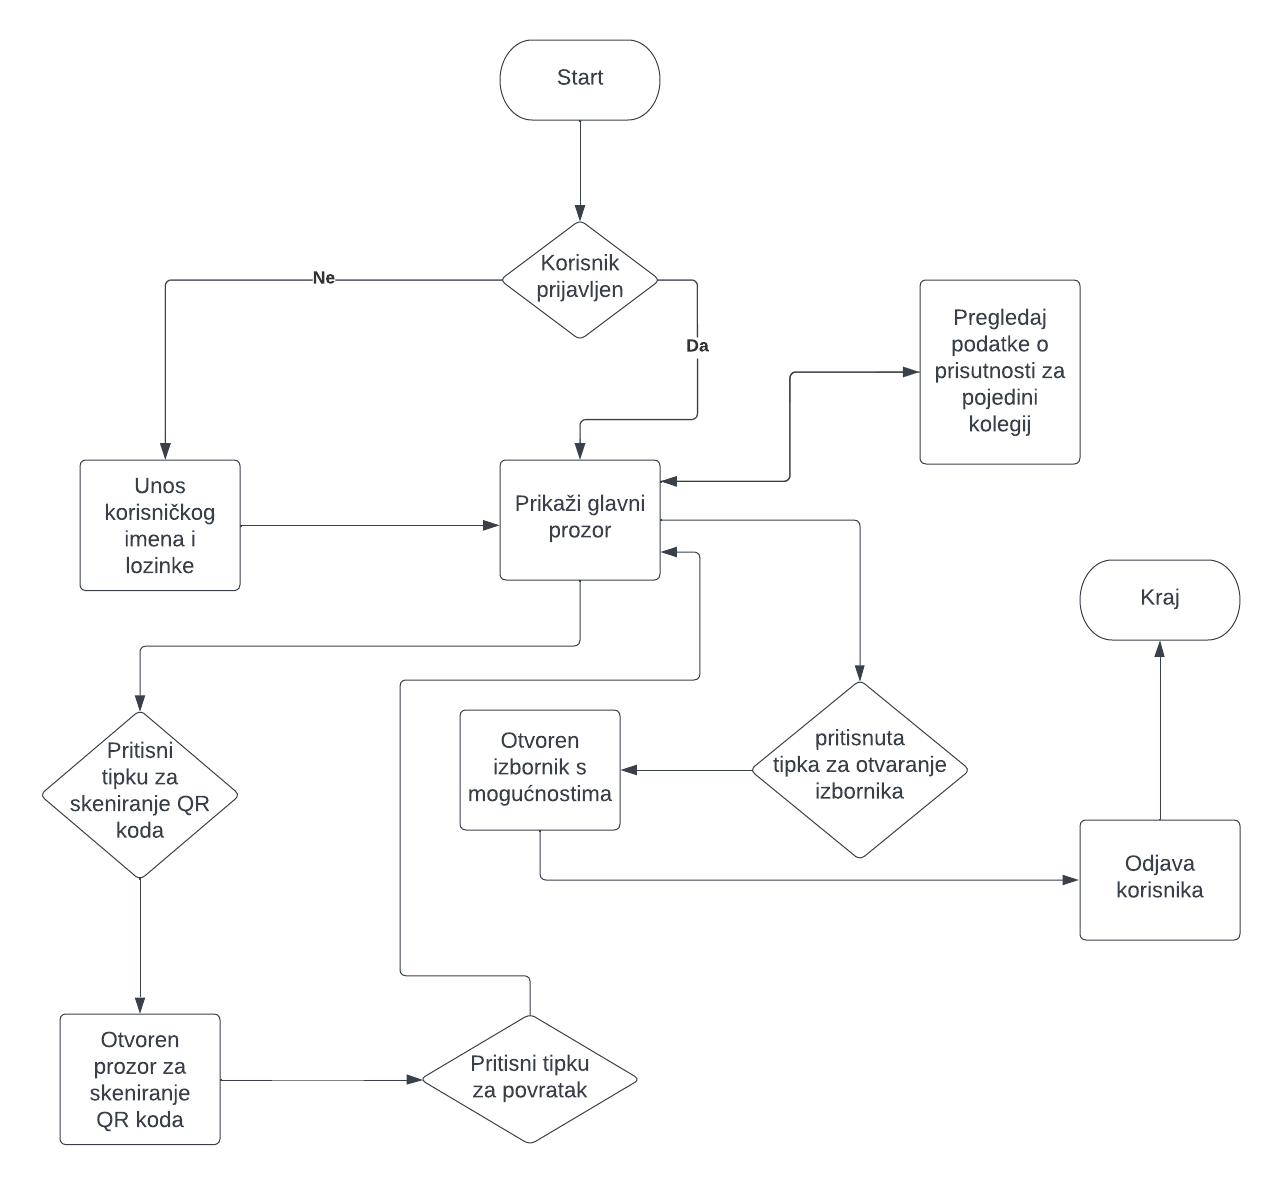 Start
Korisnik
prijavljen
Ne
Da
Pregledaj
podatke o
prisutnosti za
pojedini
kolegij
Unos
korisničkog
imena i
lozinke
Prikaži glavni
prozor
Kraj
Pritisni
tipku za
skeniranje QR
koda
Otvoren
izbornik s
mogućnostima
pritisnuta
tipka za otvaranje
izbornika
Odjava
korisnika
Otvoren
prozor za
skeniranje
QR koda
Pritisni tipku
za povratak